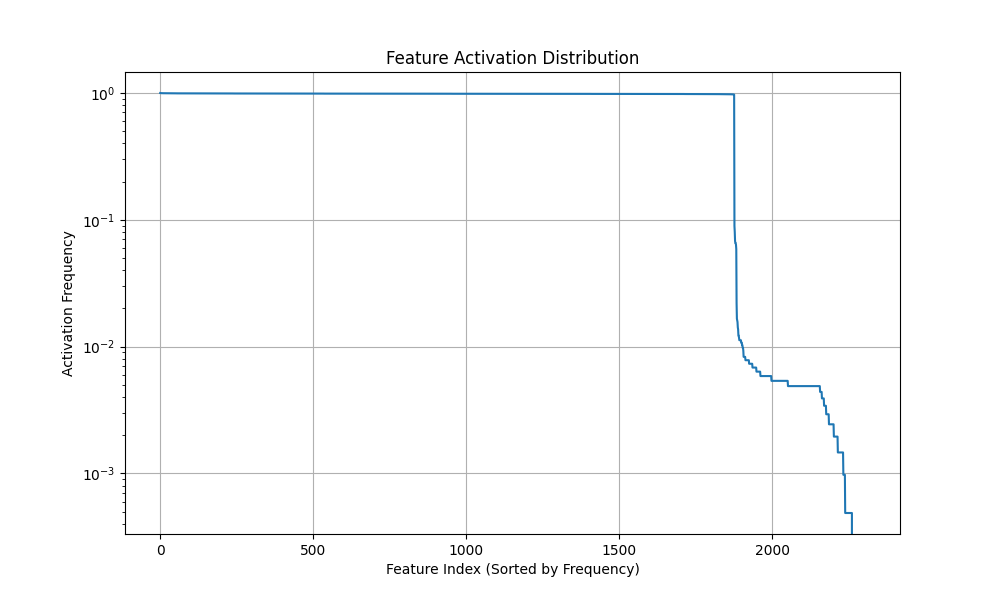 Feature Activation Distribution
10⁰
10⁻¹
10⁻²
10⁻³
Activation Frequency
0 500 1000 1500 2000
Feature Index (Sorted by Frequency)